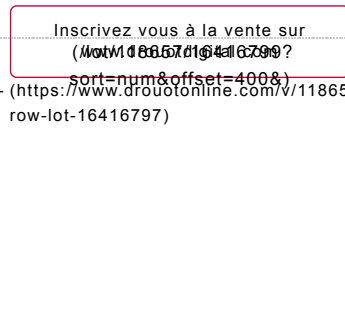 Inscrivez vous à la vente sur
sort=num&offset=400&)
- (https://www.drouotonline.com/v/11865
row-lot-16416797)